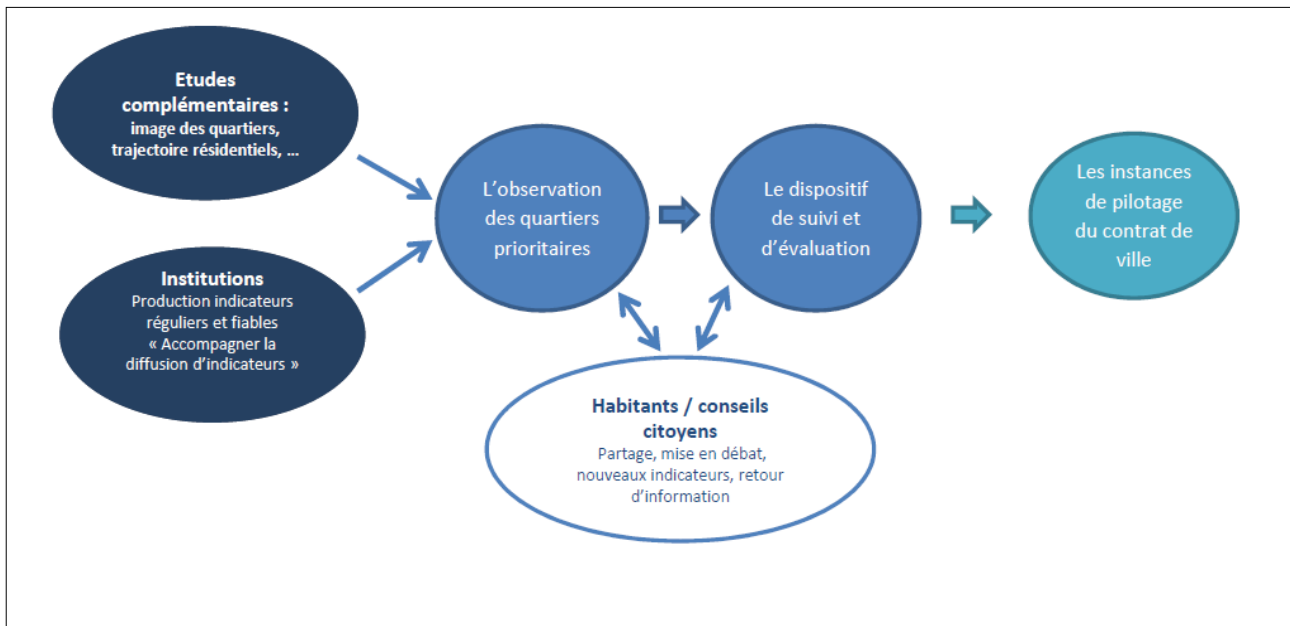 Etudes
complémentaires :
image des quartiers,
trajectoire résidentiels, ...
Institutions
Production indicateurs
réguliers et fiables
« Accompagner la
diffusion d’indicateurs »
L’observation
des quartiers
prioritaires
Le dispositif
de suivi et
d’évaluation
Les instances
de pilotage
du contrat de
ville
Habitants / conseils
citoyens
Partage, mise en débat,
nouveaux indicateurs, retour
d’information